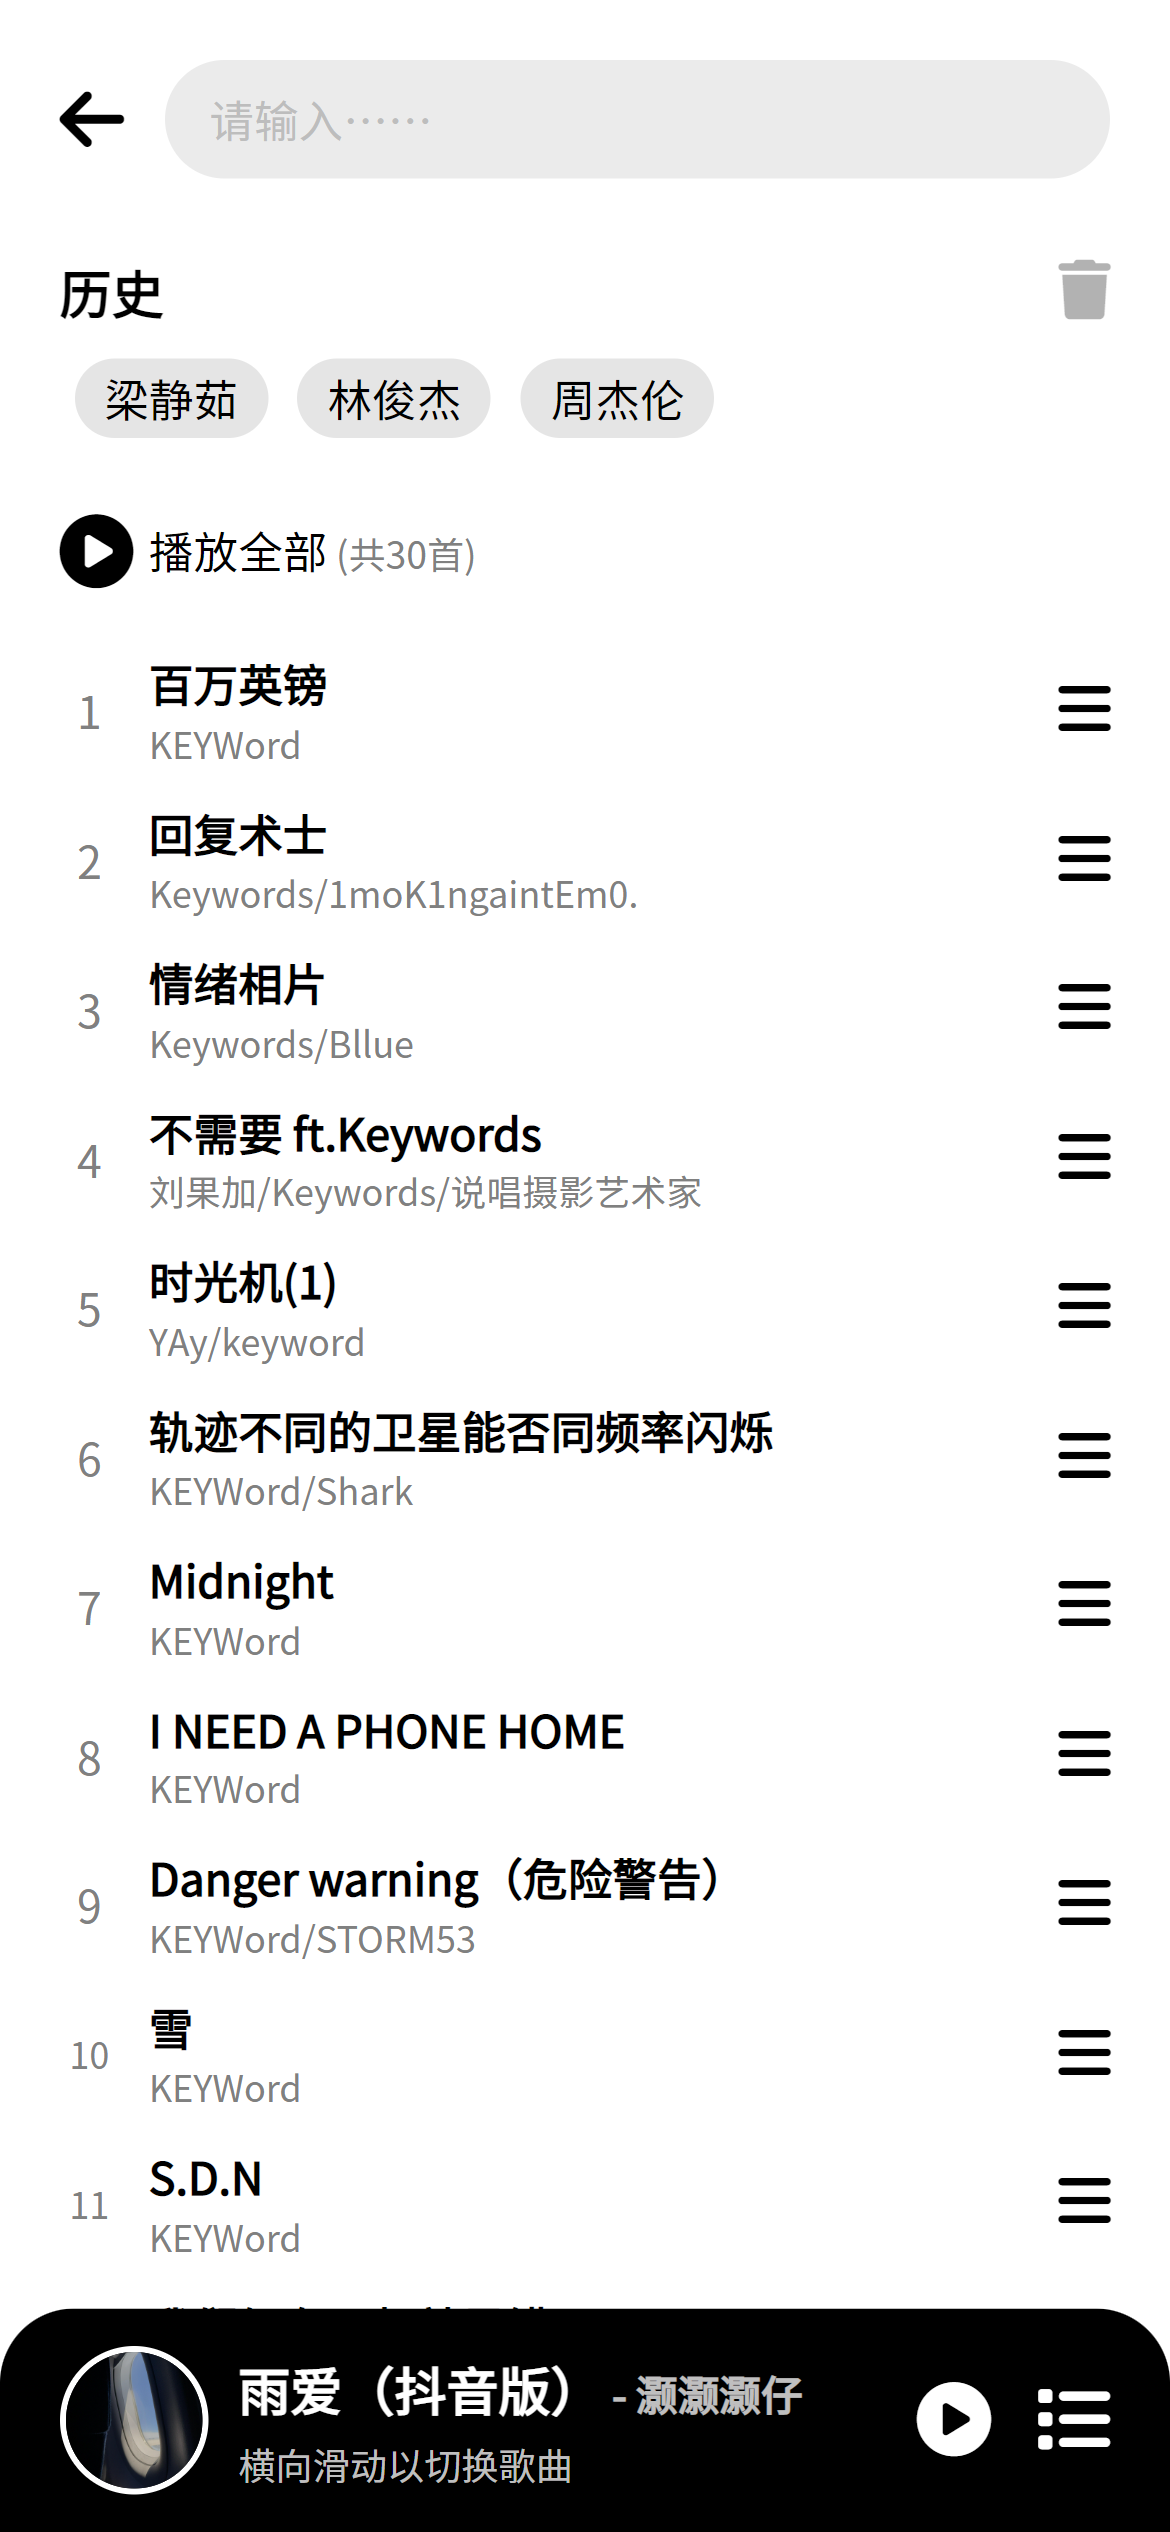 请输入……
历史
梁静茹 林俊杰 周杰伦
播放全部 (共30首)
1 百万英镑
KEYWord
2 回复术士
Keywords/1moK1ngaintEm0.
3 情绪相片
Keywords/Bllue
4 不需要 ft.Keywords
刘果加/Keywords/说唱摄影艺术家
5 时光机(1)
YAy/keyword
6 轨迹不同的卫星能否同频率闪烁
KEYWord/Shark
7 Midnight
KEYWord
8 I NEED A PHONE HOME
KEYWord
9 Danger warning（危险警告）
KEYWord/STORM53
10 雪
KEYWord
11 S.D.N
KEYWord
雨爱（抖音版） - 灏灏灏仔
横向滑动以切换歌曲